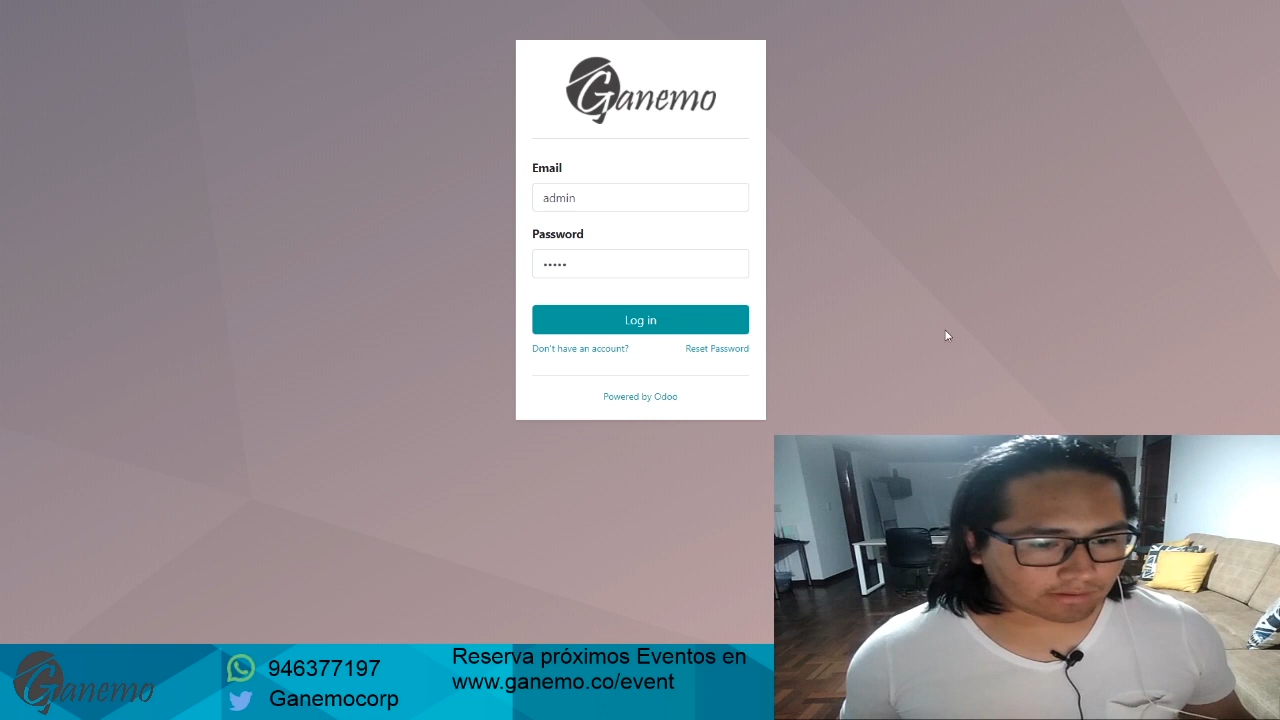 Ganemo
Email
admin
Password
•••••
Log in
Don't have an account?
Reset Password
Powered by Odoo
Ganemo
946377197
Ganemocorp
Reserva próximos Eventos en
www.ganemo.co/event